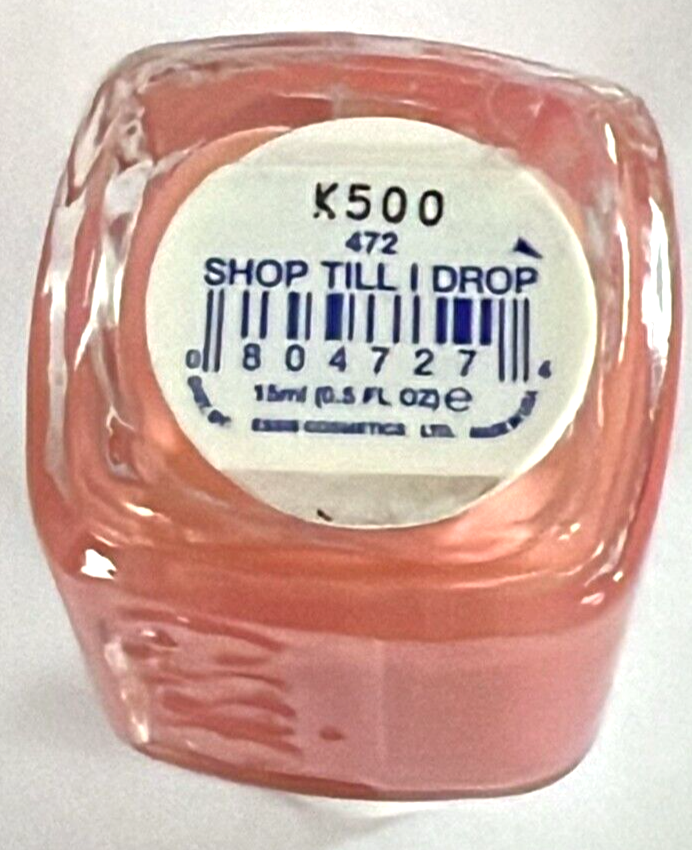 K500
472
SHOP TILL I DROP
0 804727 4
15ml (0.5 FL OZ) e
ESSIE COSMETICS LTD.